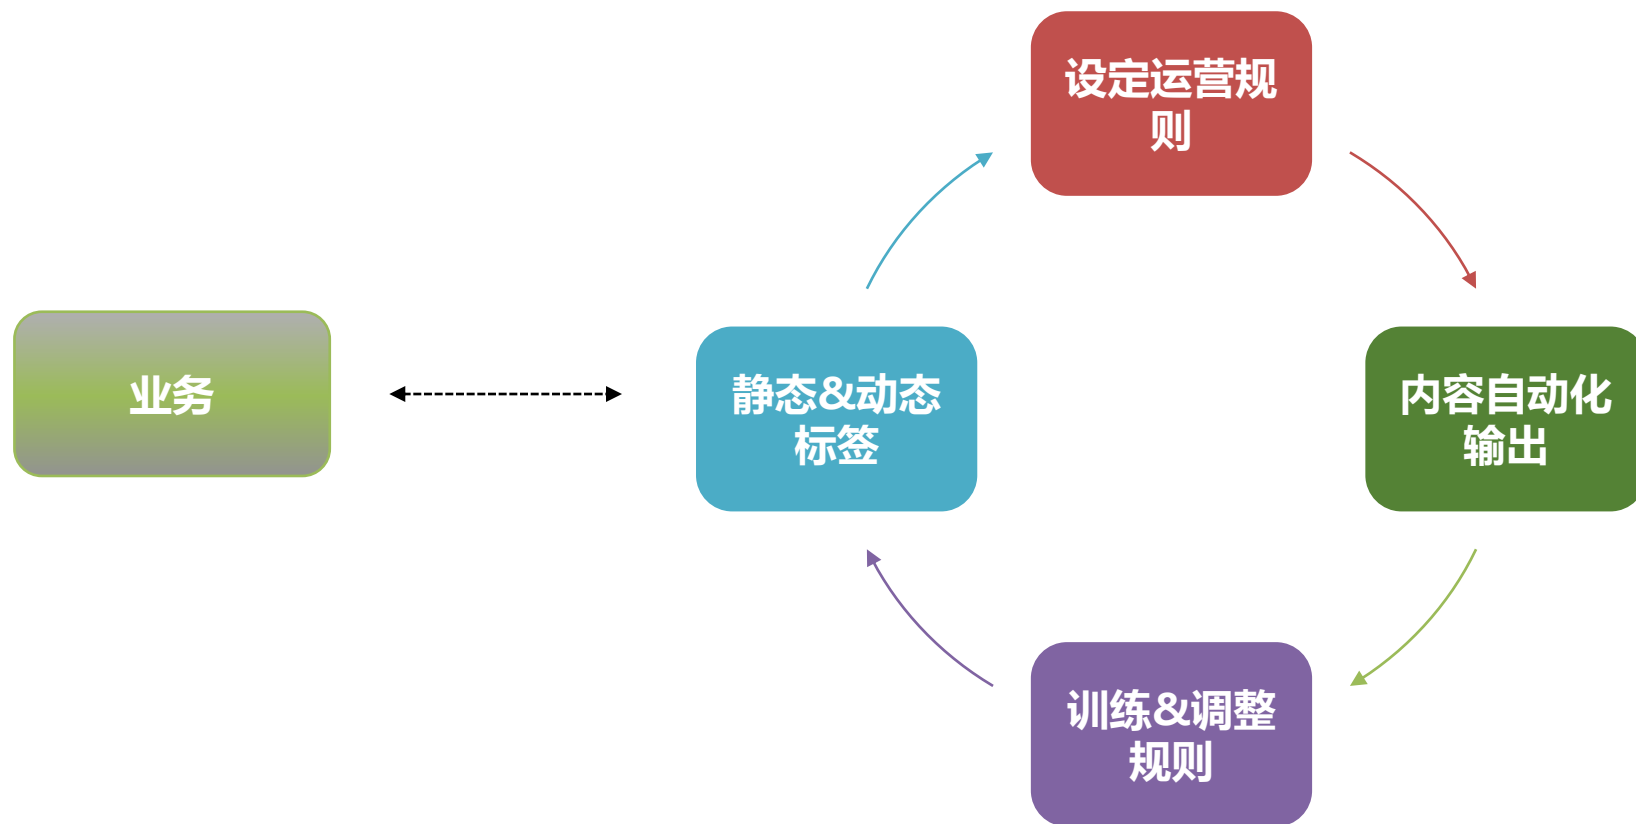 设定运营规
则
业务
静态&动态
标签
内容自动化
输出
训练&调整
规则